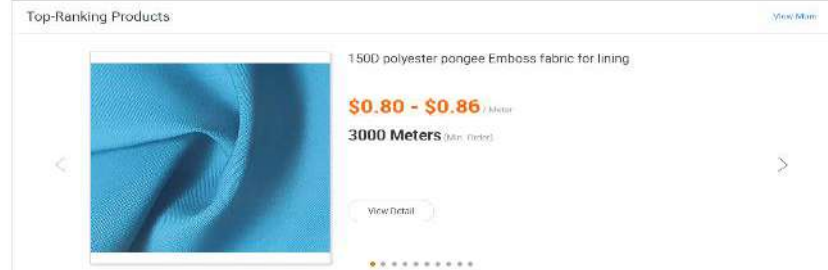 Top-Ranking Products
View More
150D polyester pongee Emboss fabric for lining
$0.80 - $0.86 / Meter
3000 Meters (Min. Order)
View Detail